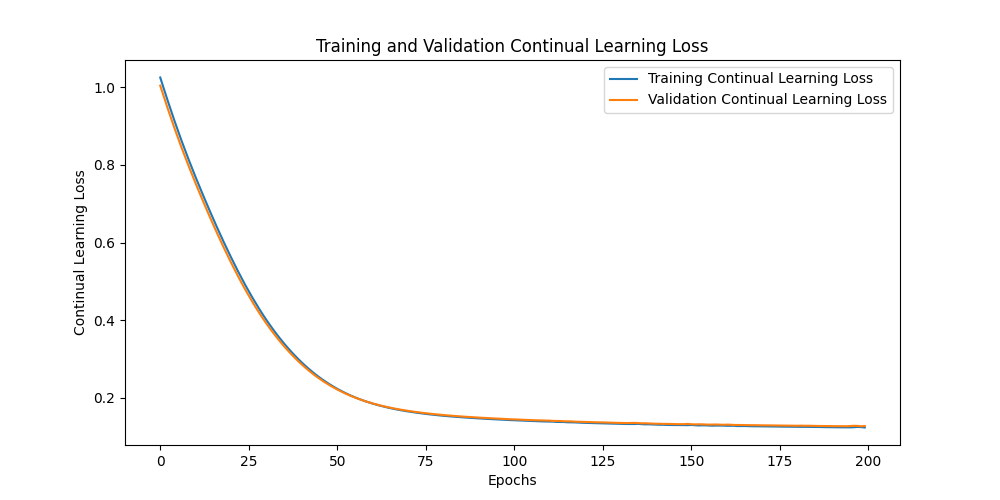 Training and Validation Continual Learning Loss
Training Continual Learning Loss
Validation Continual Learning Loss
Continual Learning Loss
1.0
0.8
0.6
0.4
0.2
0 25 50 75 100 125 150 175 200
Epochs